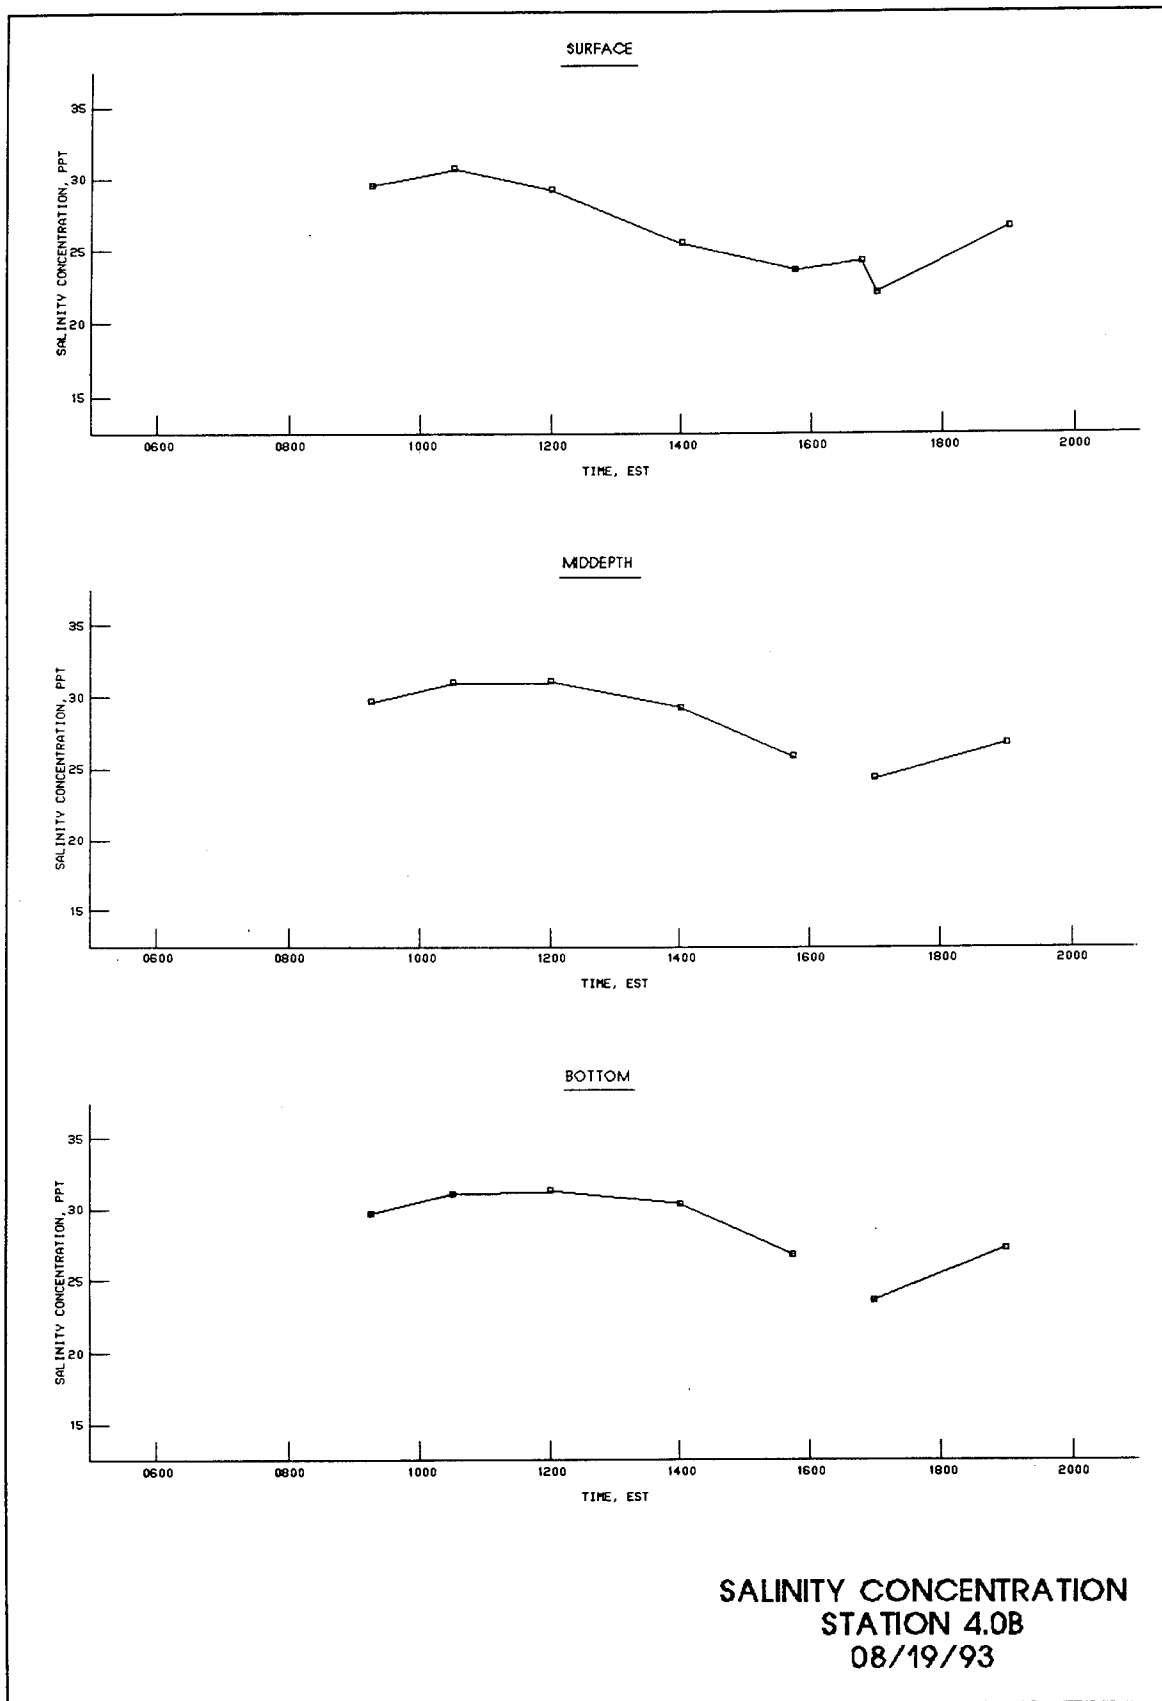 SURFACE
SALINITY CONCENTRATION, PPT
35
30
25
20
15
0600 0800 1000 1200 1400 1600 1800 2000
TIME, EST
MIDDEPTH
SALINITY CONCENTRATION, PPT
35
30
25
20
15
0600 0800 1000 1200 1400 1600 1800 2000
TIME, EST
BOTTOM
SALINITY CONCENTRATION, PPT
35
30
25
20
15
0600 0800 1000 1200 1400 1600 1800 2000
TIME, EST
SALINITY CONCENTRATION
STATION 4.0B
08/19/93